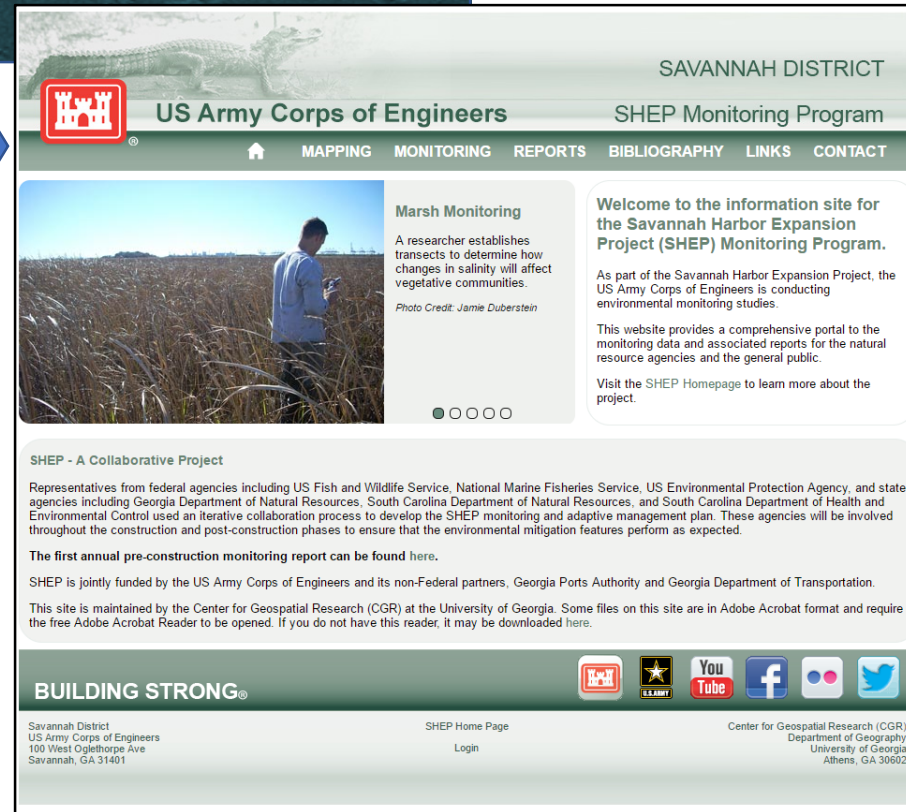 SAVANNAH DISTRICT
US Army Corps of Engineers
®
SHEP Monitoring Program
MAPPING MONITORING REPORTS BIBLIOGRAPHY LINKS CONTACT
Marsh Monitoring
A researcher establishes
transects to determine how
changes in salinity will affect
vegetative communities.
Photo Credit: Jamie Duberstein
Welcome to the information site for
the Savannah Harbor Expansion
Project (SHEP) Monitoring Program.
As part of the Savannah Harbor Expansion Project, the
US Army Corps of Engineers is conducting
environmental monitoring studies.
This website provides a comprehensive portal to the
monitoring data and associated reports for the natural
resource agencies and the general public.
Visit the SHEP Homepage to learn more about the
project.
SHEP - A Collaborative Project
Representatives from federal agencies including US Fish and Wildlife Service, National Marine Fisheries Service, US Environmental Protection Agency, and state
agencies including Georgia Department of Natural Resources, South Carolina Department of Natural Resources, and South Carolina Department of Health and
Environmental Control used an iterative collaboration process to develop the SHEP monitoring and adaptive management plan. These agencies will be involved
throughout the construction and post-construction phases to ensure that the environmental mitigation features perform as expected.
The first annual pre-construction monitoring report can be found here.
SHEP is jointly funded by the US Army Corps of Engineers and its non-Federal partners, Georgia Ports Authority and Georgia Department of Transportation.
This site is maintained by the Center for Geospatial Research (CGR) at the University of Georgia. Some files on this site are in Adobe Acrobat format and require
the free Adobe Acrobat Reader to be opened. If you do not have this reader, it may be downloaded here.
BUILDING STRONG®
U.S.ARMY
You
Tube
Savannah District
US Army Corps of Engineers
100 West Oglethorpe Ave
Savannah, GA 31401
SHEP Home Page
Login
Center for Geospatial Research (CGR)
Department of Geography
University of Georgia
Athens, GA 30602